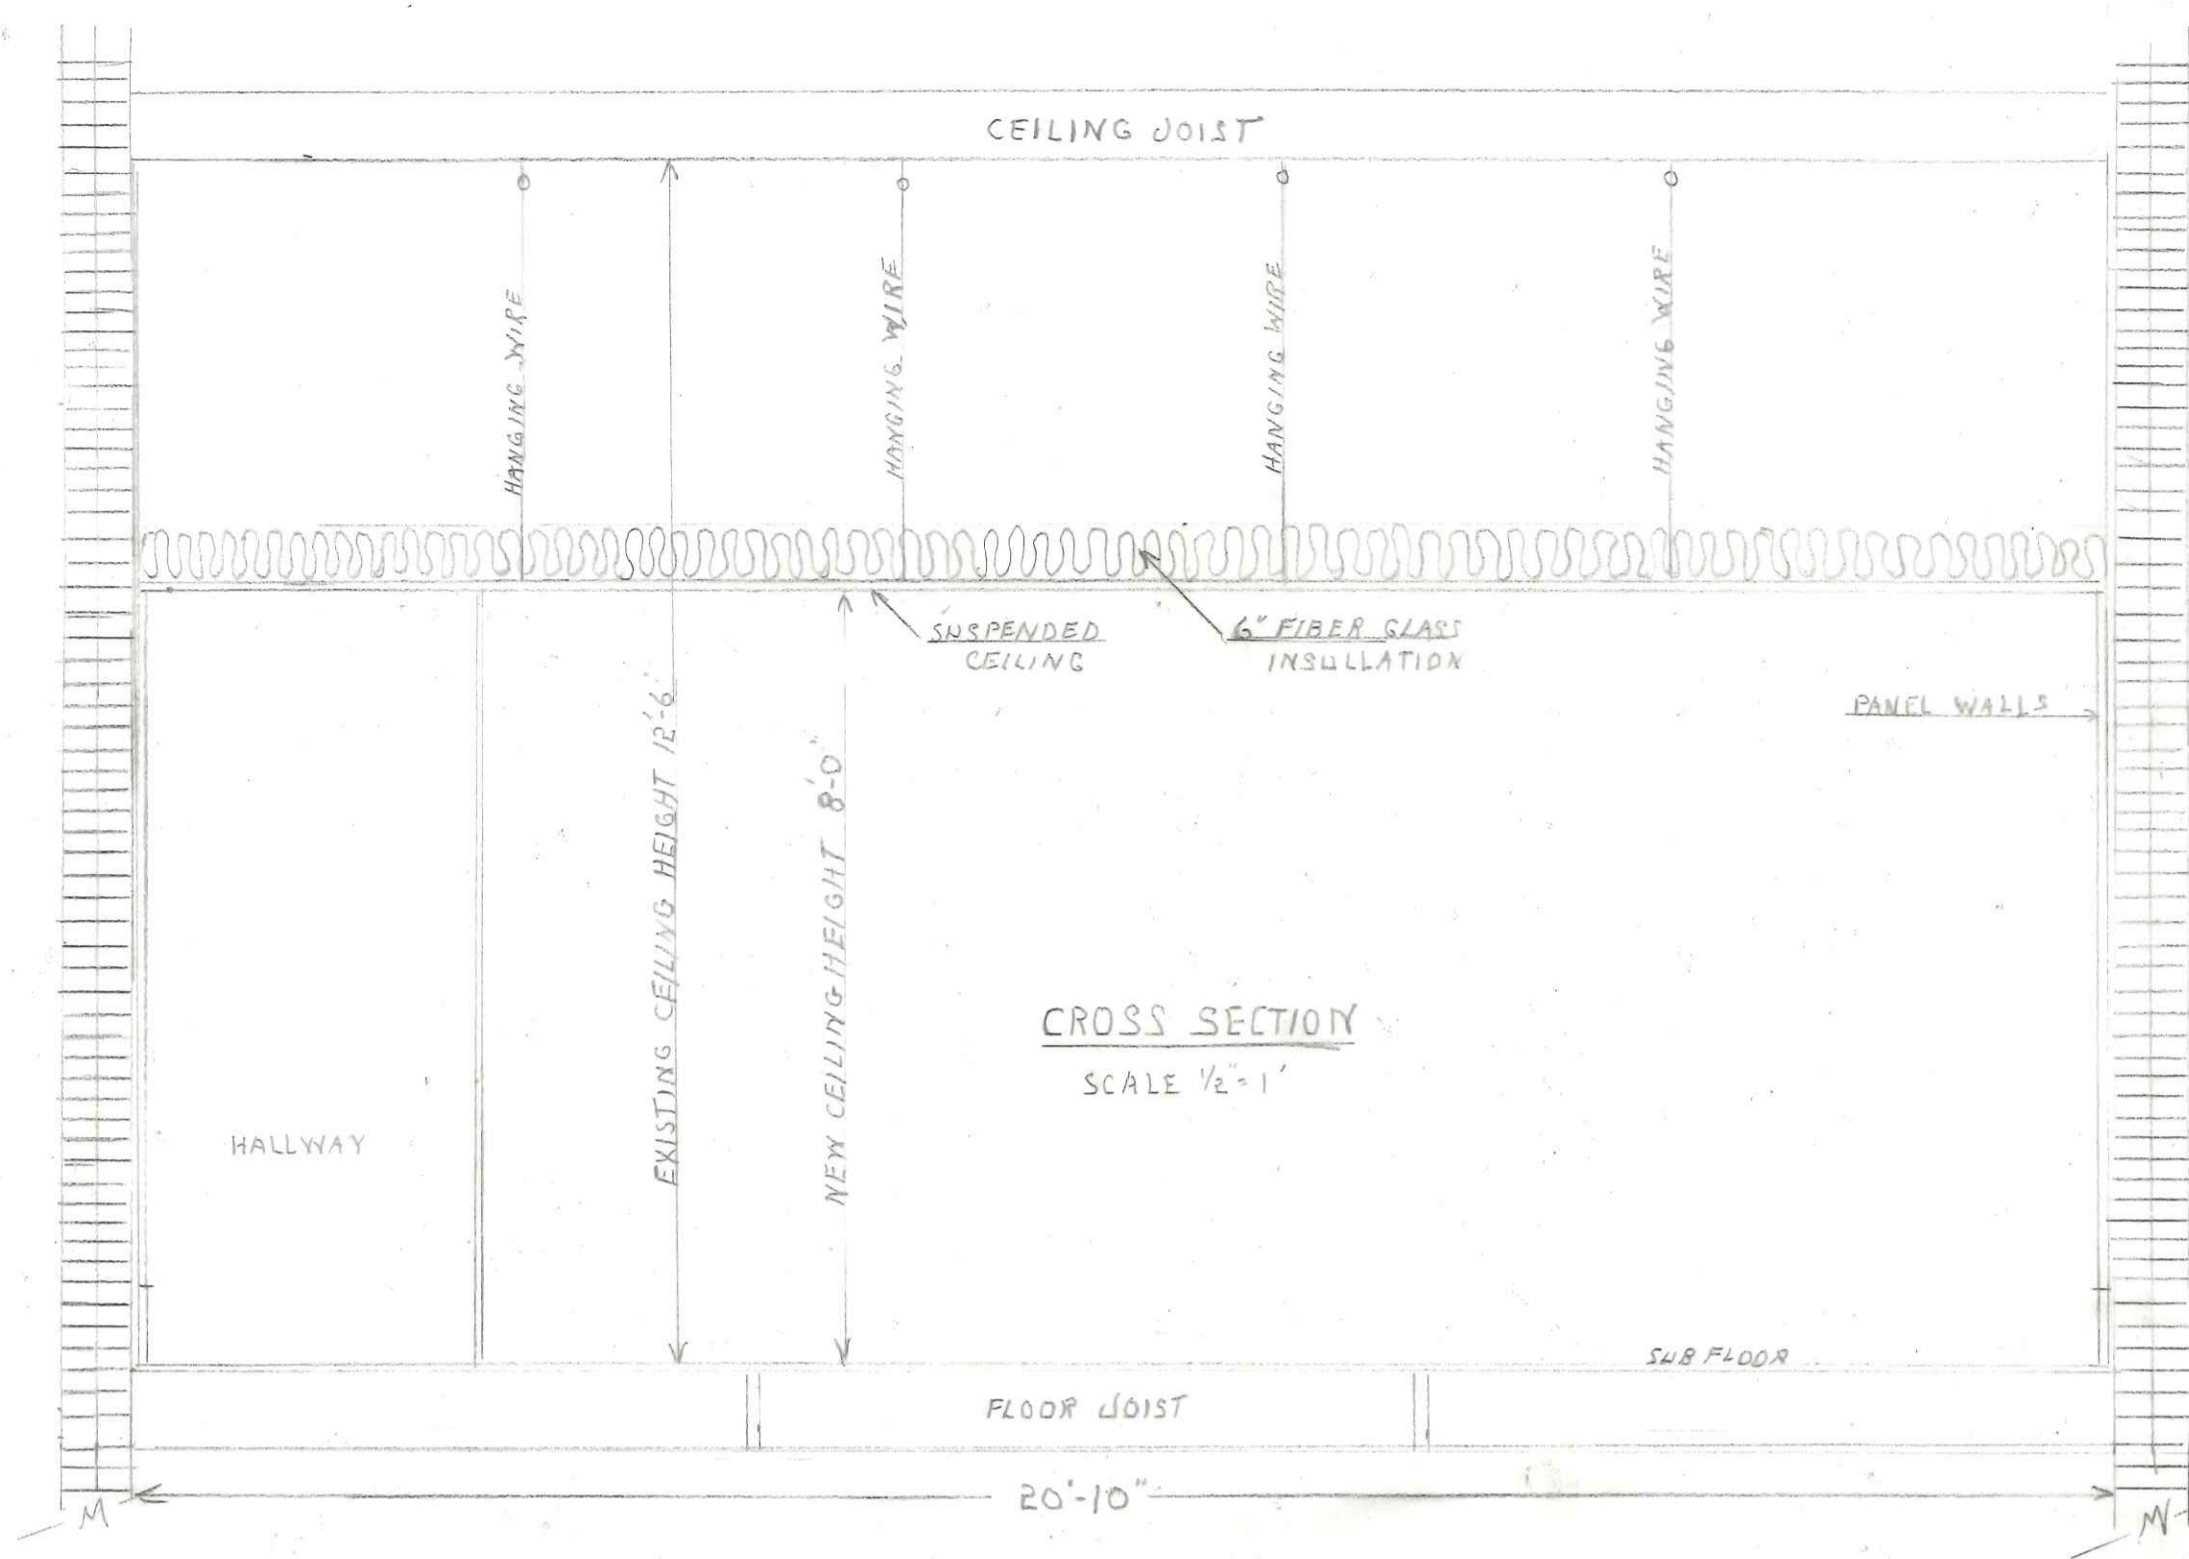 CEILING JOIST
HANGING WIRE
HANGING WIRE
HANGING WIRE
HANGING WIRE
SUSPENDED
CEILING
6" FIBER GLASS
INSULLATION
PANEL WALLS
EXISTING CEILING HEIGHT 12'-6"
NEW CEILING HEIGHT 8'-0"
CROSS SECTION
SCALE 1/2" = 1'
HALLWAY
SUB FLOOR
FLOOR JOIST
20'-10"